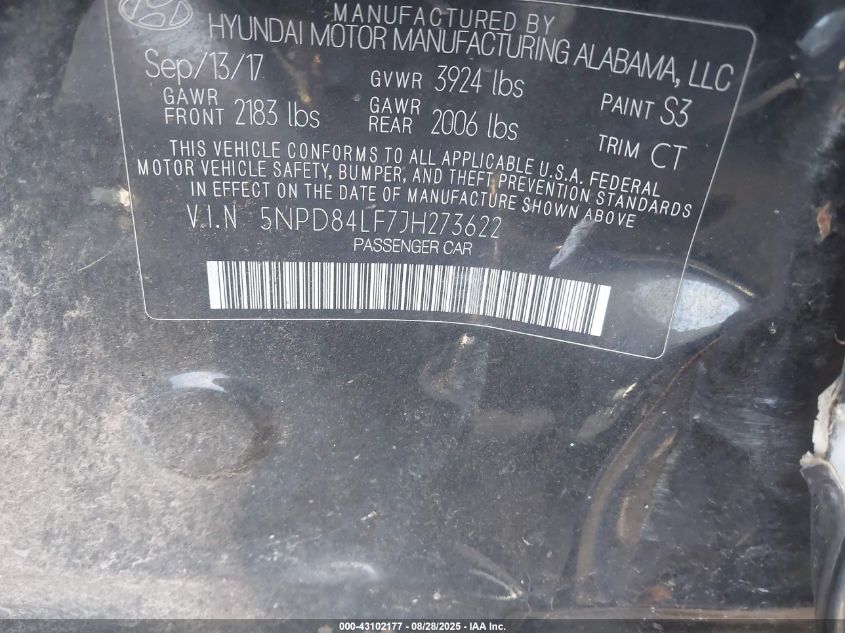 MANUFACTURED BY
HYUNDAI MOTOR MANUFACTURING ALABAMA, LLC
Sep/13/17 GVWR 3924 lbs PAINT S3
GAWR FRONT 2183 lbs GAWR REAR 2006 lbs TRIM CT
THIS VEHICLE CONFORMS TO ALL APPLICABLE U.S.A. FEDERAL
MOTOR VEHICLE SAFETY, BUMPER, AND THEFT PREVENTION STANDARDS
IN EFFECT ON THE DATE OF MANUFACTURE SHOWN ABOVE
V.I.N 5NPD84LF7JH273622
PASSENGER CAR
000-43102177 - 08/28/2025 - IAA Inc.